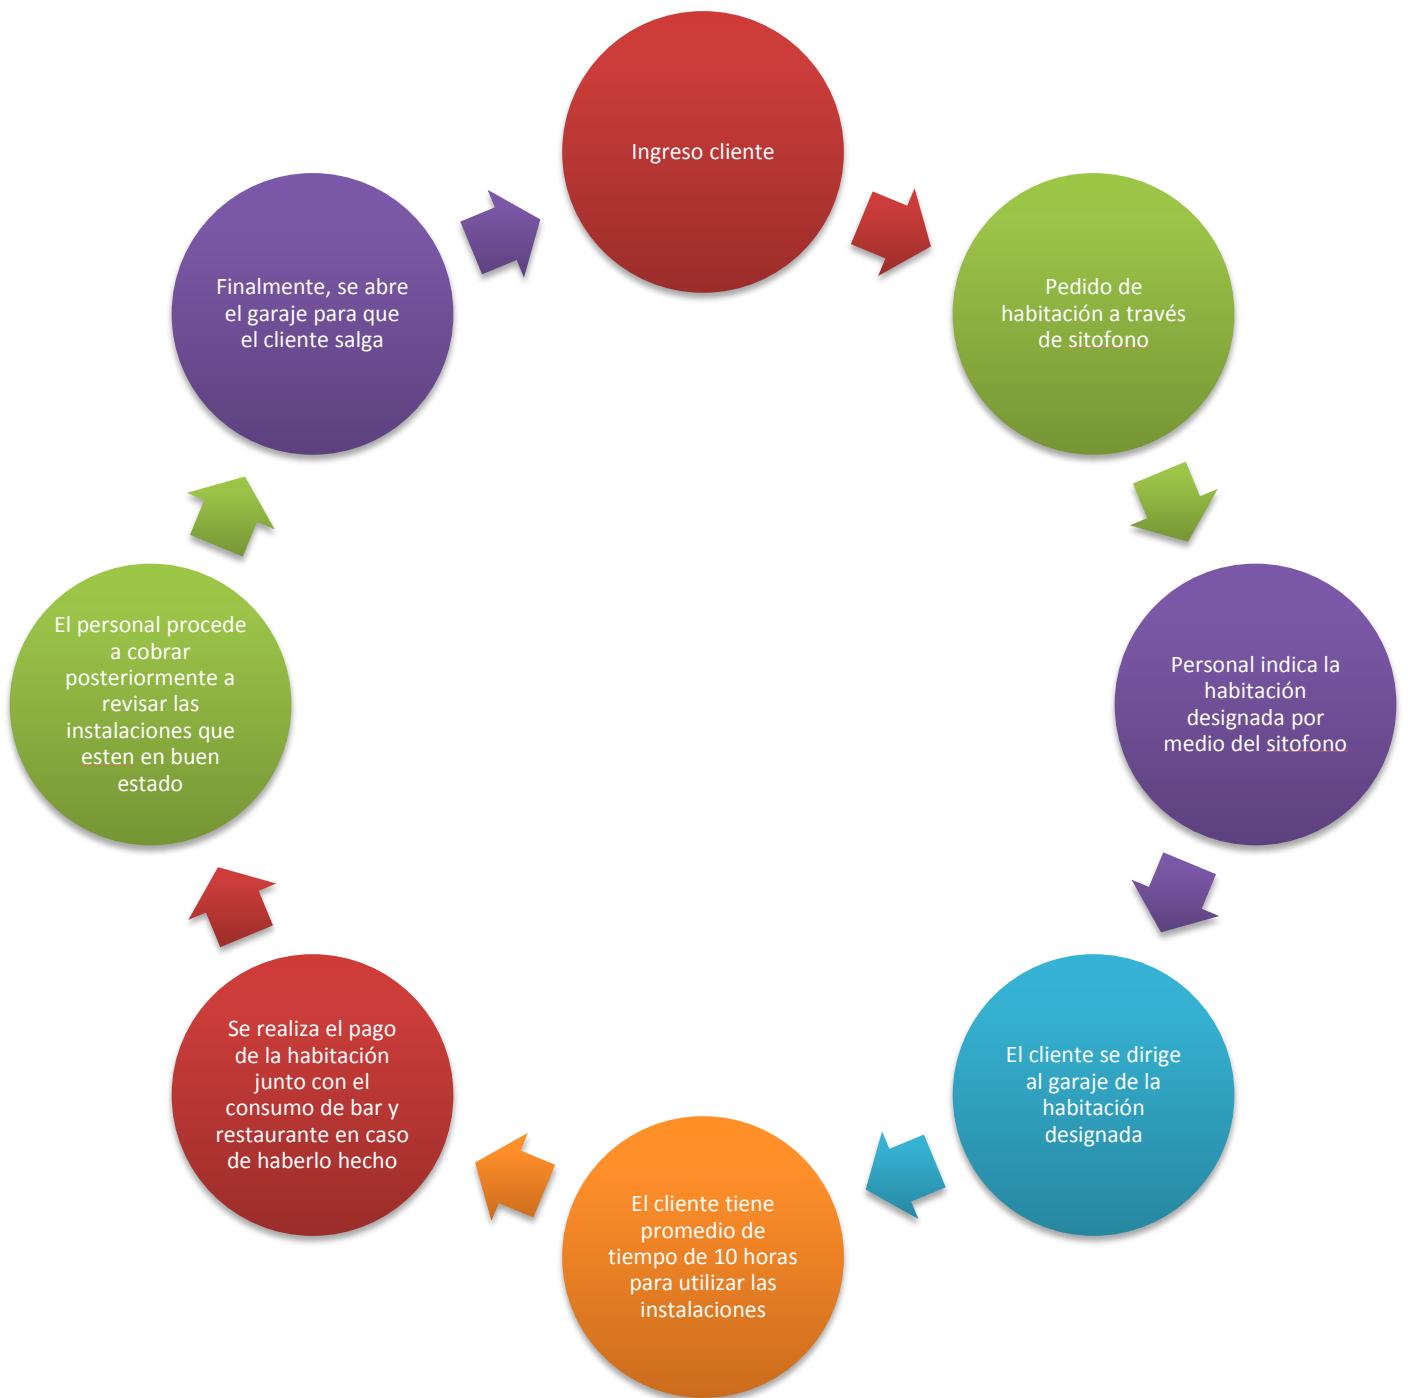 Ingreso cliente
Pedido de
habitación a través
de sitofono
Personal indica la
habitación
designada por
medio del sitofono
El cliente se dirige
al garaje de la
habitación
designada
El cliente tiene
promedio de
tiempo de 10 horas
para utilizar las
instalaciones
Se realiza el pago
de la habitación
junto con el
consumo de bar y
restaurante en caso
de haberlo hecho
El personal procede
a cobrar
posteriormente a
revisar las
instalaciones que
esten en buen
estado
Finalmente, se abre
el garaje para que
el cliente salga